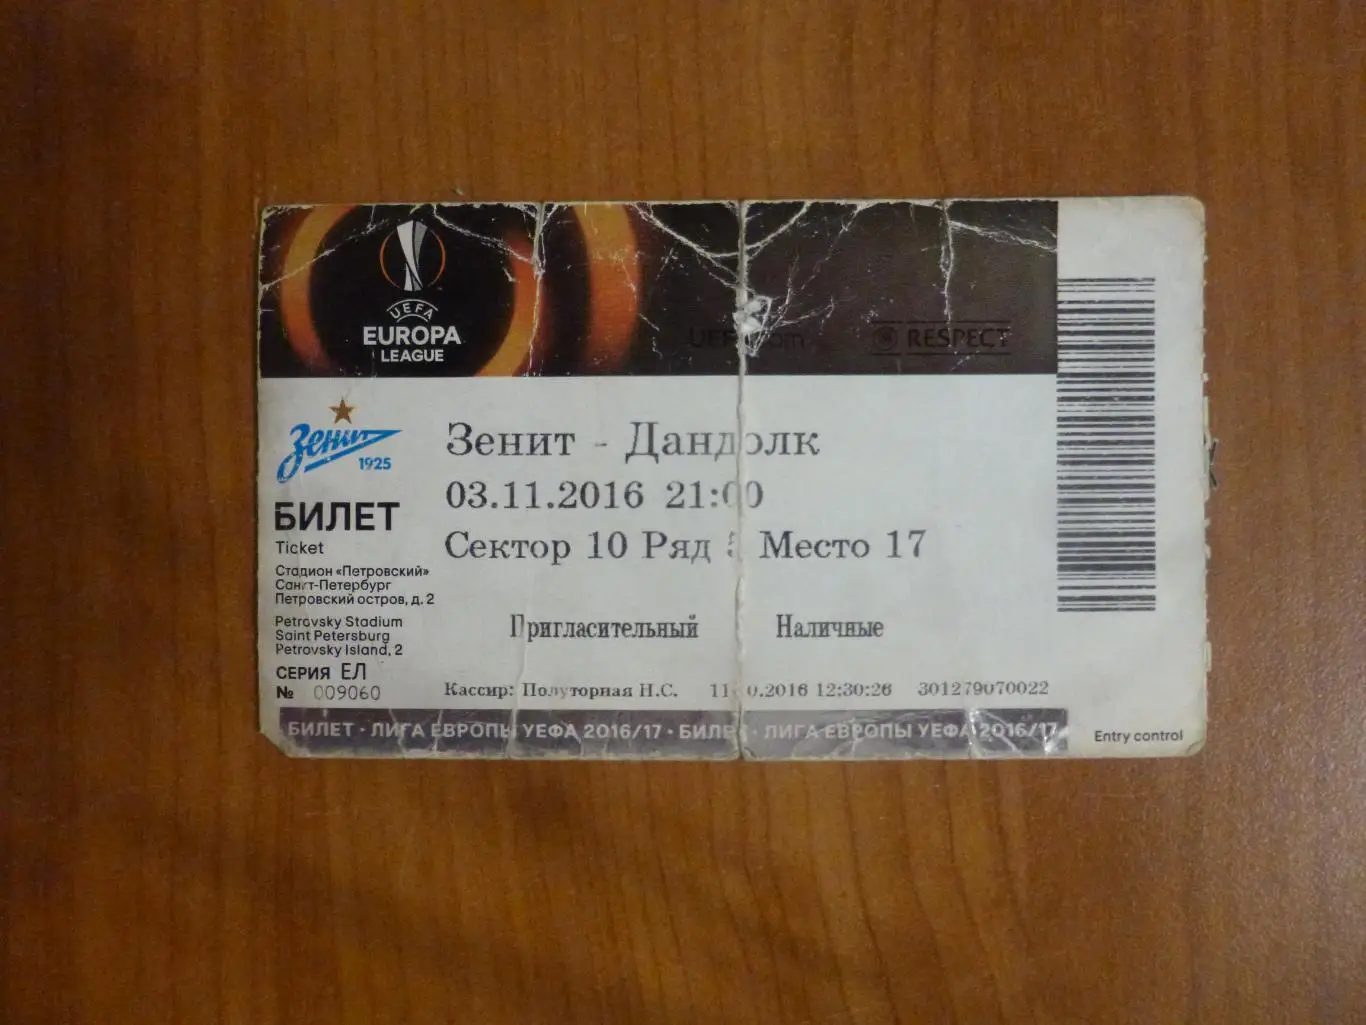 UEFA
EUROPA
LEAGUE
RESPECT
Зенит
1925
Зенит - Дандолк
03.11.2016 21:00
Сектор 10 Ряд Место 17
БИЛЕТ
Ticket
Стадион «Петровский»
Санкт-Петербург
Петровский остров, д. 2
Petrovsky Stadium
Saint Petersburg
Petrovsky Island, 2
Пригласительный Наличные
СЕРИЯ ЕЛ
№ 009060
Кассир: Полуторная Н.С. 12:30:26 301279070022
БИЛЕТ · ЛИГА ЕВРОПЫ УЕФА 2016/17 · БИЛЕТ · ЛИГА ЕВРОПЫ УЕФА 2016/17
Entry control